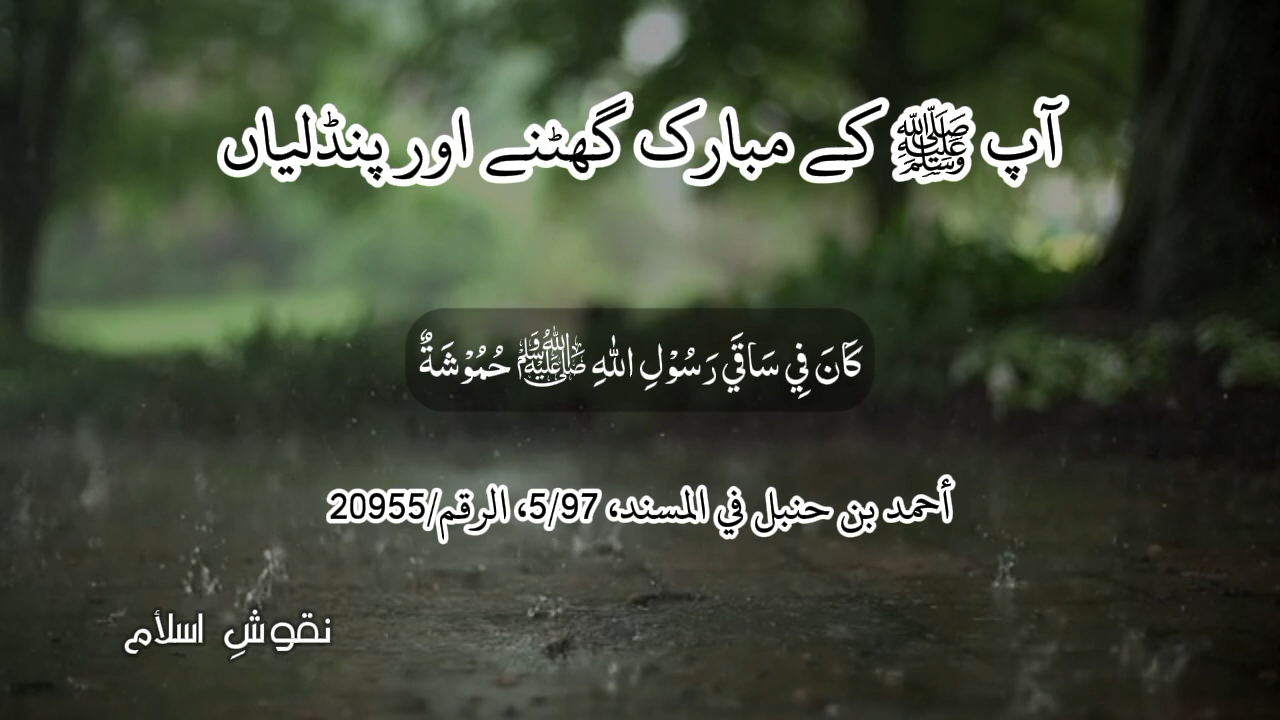 آپ ﷺ کے مبارک گھٹنے اور پنڈلیاں
كَانَ فِي سَاقَيْ رَسُوْلِ اللهِ ﷺ حُمُوْشَةٌ
أحمد بن حنبل في المسند، 5/97، الرقم/20955
نقوشِ اسلأم